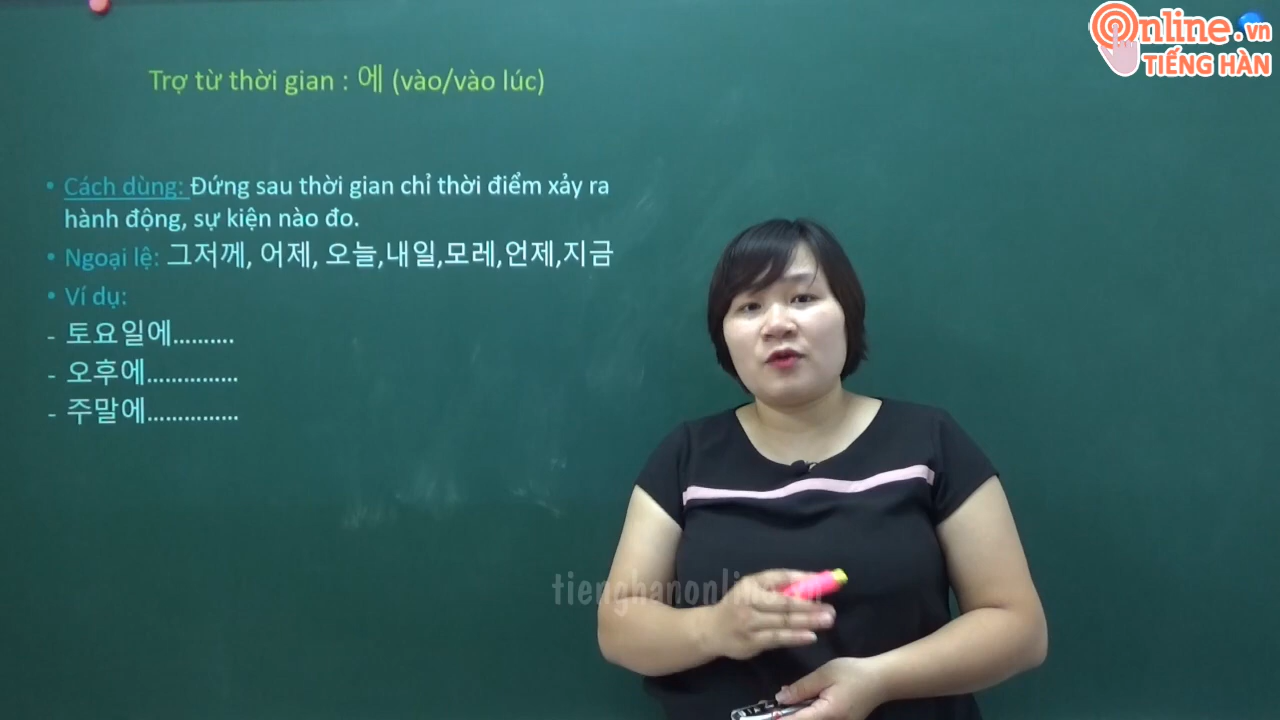 Online.vn
TIẾNG HÀN
Trợ từ thời gian : 에 (vào/vào lúc)
• Cách dùng: Đứng sau thời gian chỉ thời điểm xảy ra
hành động, sự kiện nào đo.
• Ngoại lệ: 그저께, 어제, 오늘,내일,모레,언제,지금
• Ví dụ:
- 토요일에..........
- 오후에...............
- 주말에...............
tienghanonline.vn